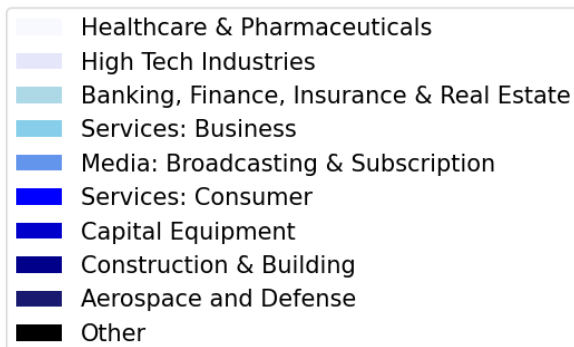 Healthcare & Pharmaceuticals
High Tech Industries
Banking, Finance, Insurance & Real Estate
Services: Business
Media: Broadcasting & Subscription
Services: Consumer
Capital Equipment
Construction & Building
Aerospace and Defense
Other